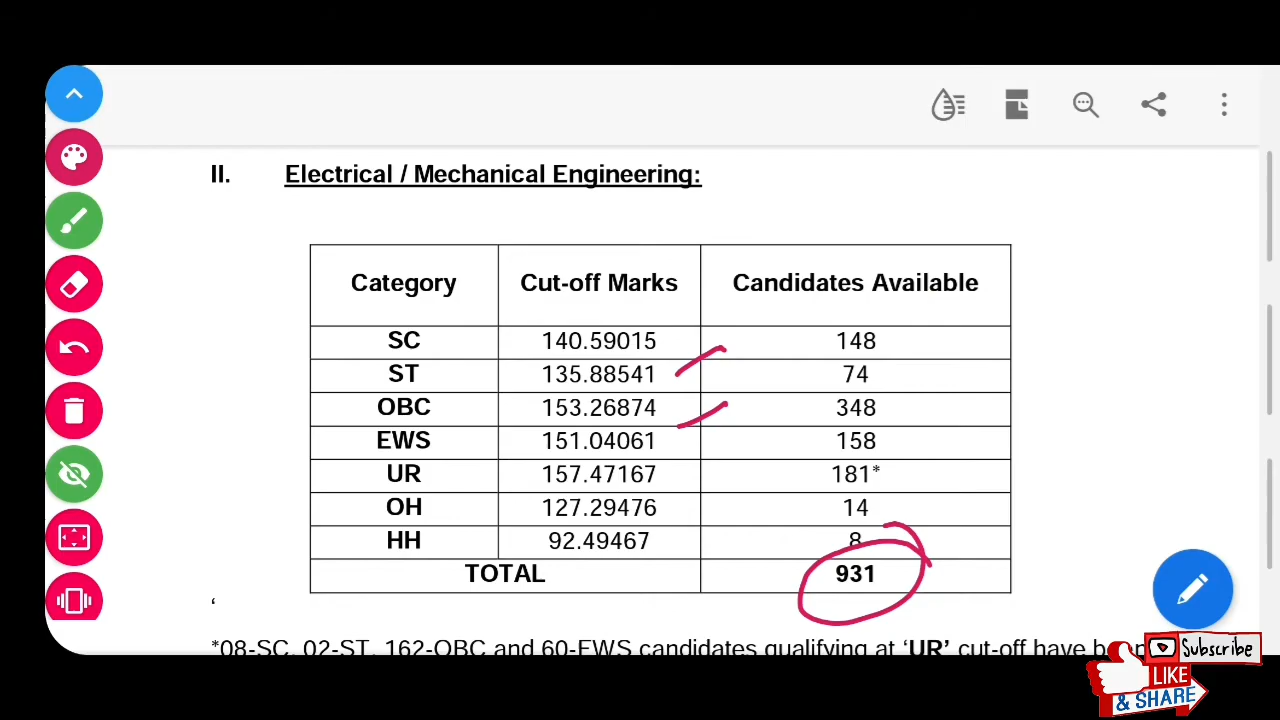 II. Electrical / Mechanical Engineering:
Category Cut-off Marks Candidates Available
SC 140.59015 148
ST 135.88541 74
OBC 153.26874 348
EWS 151.04061 158
UR 157.47167 181*
OH 127.29476 14
HH 92.49467 8
TOTAL 931
‘
*08-SC, 02-ST, 162-OBC and 60-EWS candidates qualifying at ‘UR’ cut-off have
Subscribe
LIKE
& SHARE